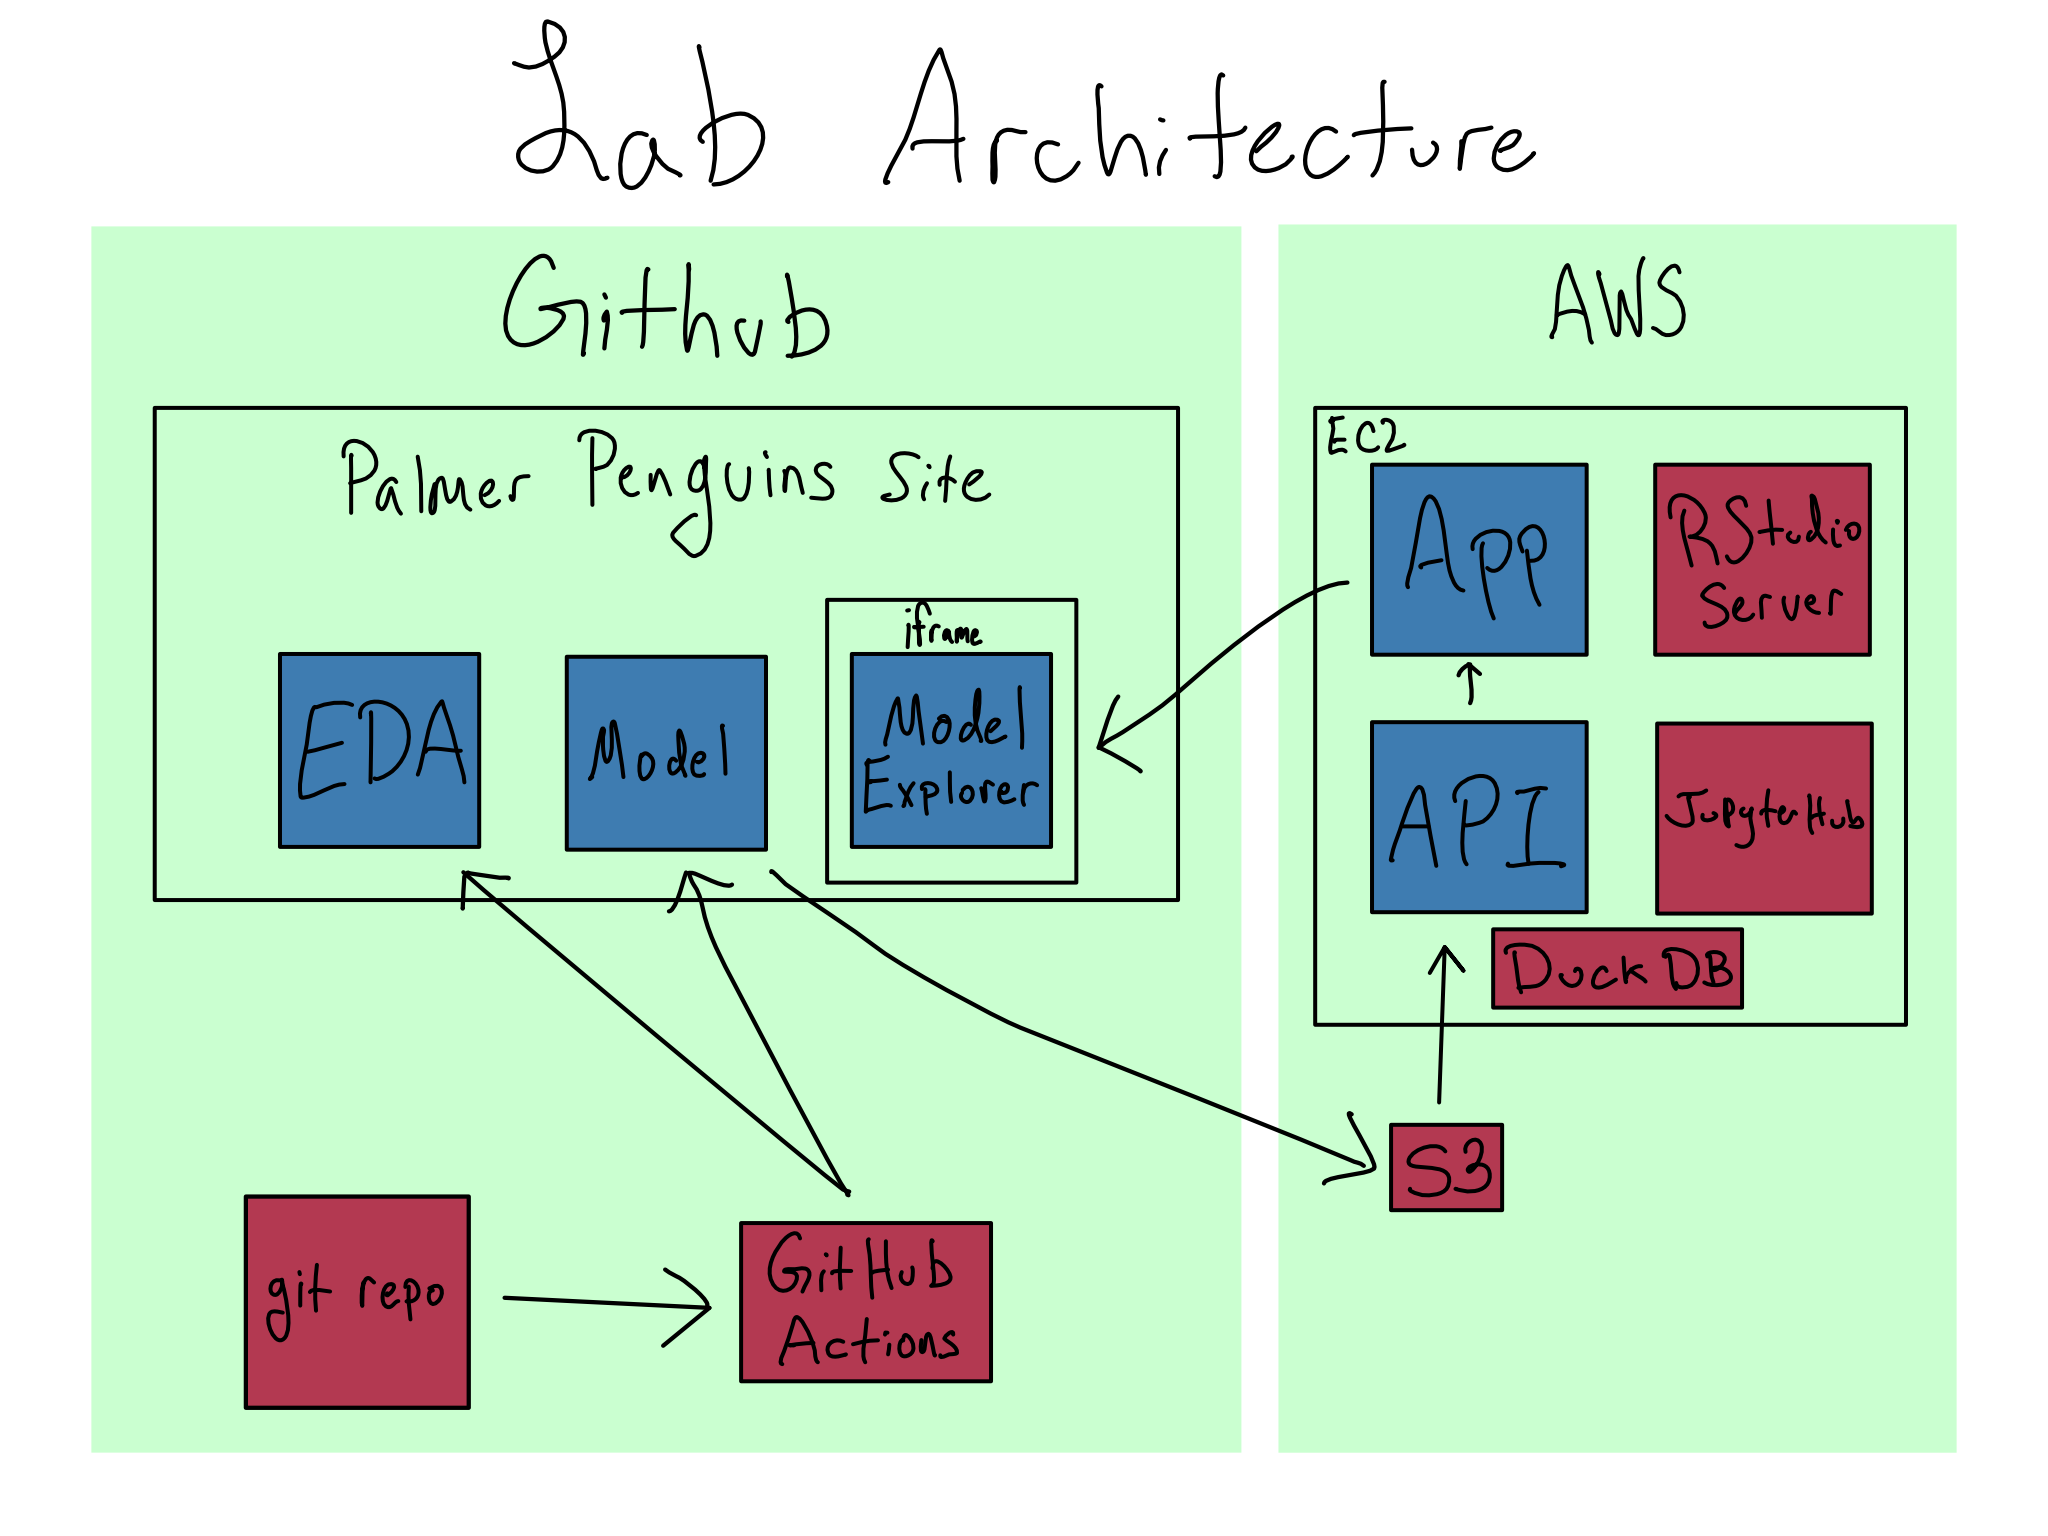 Lab Architecture
Github
Palmer Penguins Site
EDA
Model
iframe
Model
Explorer
git repo
GitHub
Actions
AWS
EC2
App
RStudio
Server
API
JupyterHub
DuckDB
S3